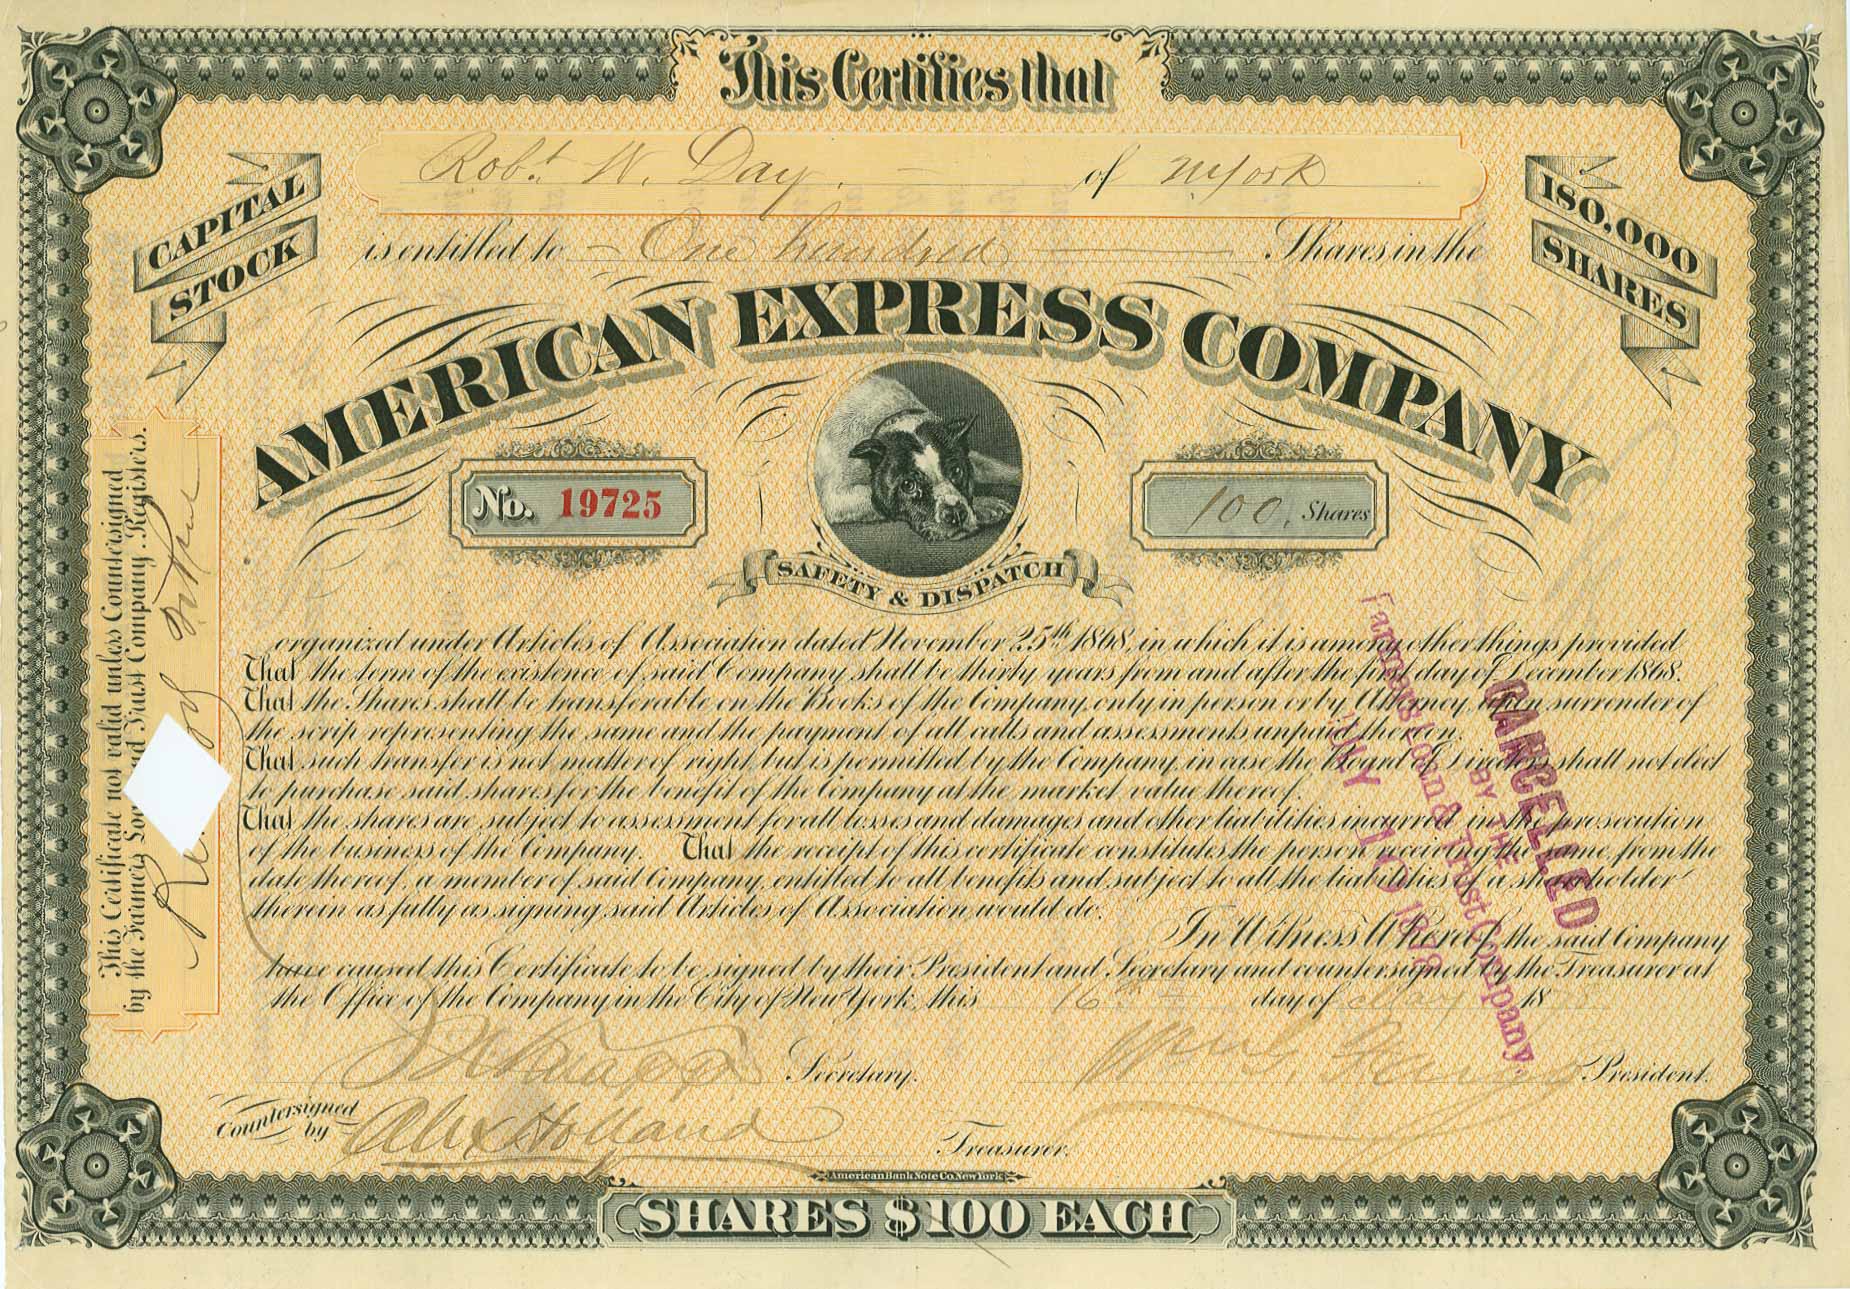 This Certifies that
Robt. W. Day. of NYork
is entitled to One hundred Shares in the
CAPITAL
STOCK
150,000
SHARES
AMERICAN EXPRESS COMPANY
No. 19725
100. Shares
SAFETY & DISPATCH
organized under Articles of Association dated November 25th 1868, in which it is among other things provided
That the term of the existence of said Company shall be thirty years from and after the first day of December 1868.
That the Shares shall be transferable on the Books of the Company only in person or by Attorney upon surrender of
the scrip representing the same and the payment of all calls and assessments unpaid thereon.
That such transfer is not matter of right, but is permitted by the Company, in case the Board of Directors shall not elect
to purchase said shares for the benefit of the Company at the market value thereof.
That the shares are subject to assessment for all losses and damages and other liabilities incurred in the prosecution
of the business of the Company. That the receipt of this certificate constitutes the person receiving the same, from the
date thereof, a member of said Company, entitled to all benefits and subject to all the liabilities of a shareholder
therein as fully as signing said Articles of Association would do.
In Witness Whereof, the said Company
have caused this Certificate to be signed by their President and Secretary and countersigned by the Treasurer at
the Office of the Company in the City of New York, this 16th day of May 18
Secretary. President.
Countersigned
by Alex Holland Treasurer.
American Bank Note Co. New York
SHARES $100 EACH
This Certificate not valid unless Countersigned
by the Farmers Loan and Trust Company, Registers.
CANCELLED
BY THE
Farmers Loan & Trust Company.
10 1878